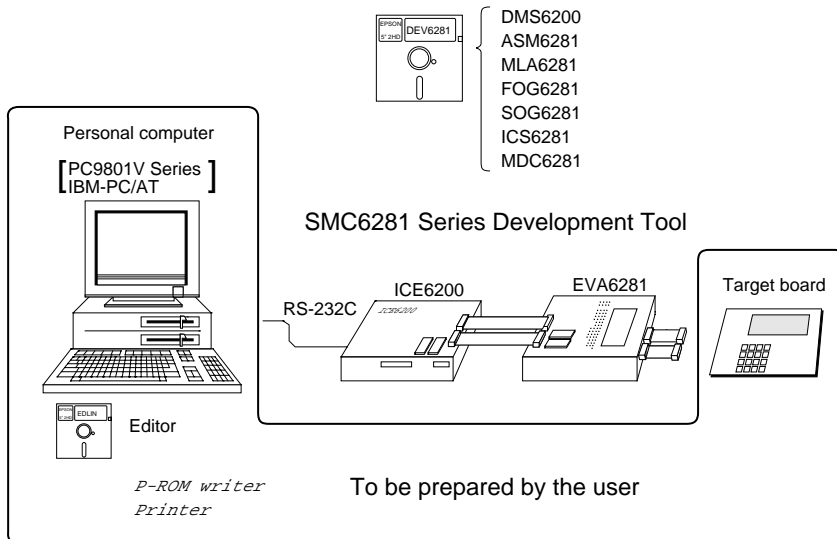 EPSON
5" 2HD
DEV6281
DMS6200
ASM6281
MLA6281
FOG6281
SOG6281
ICS6281
MDC6281
Personal computer
[PC9801V Series
IBM-PC/AT]
SMC6281 Series Development Tool
RS-232C
ICE6200
ICE6200
EVA6281
Target board
EPSON
5" 2HD
EDLIN
Editor
P-ROM writer
Printer
To be prepared by the user